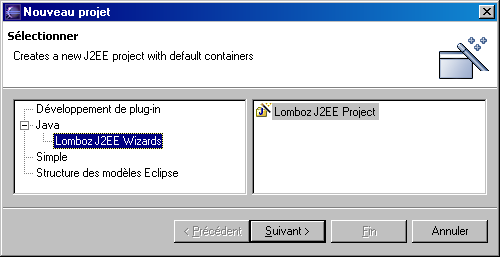 Nouveau projet
Sélectionner
Creates a new J2EE project with default containers
Développement de plug-in
Java
Lomboz J2EE Wizards
Simple
Structure des modèles Eclipse
Lomboz J2EE Project
< Précédent
Suivant >
Fin
Annuler